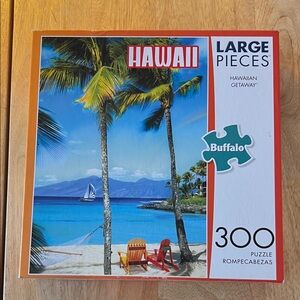 HAWAII
LARGE
PIECES
HAWAIIAN
GETAWAY
Buffalo
300
PUZZLE
ROMPECABEZAS